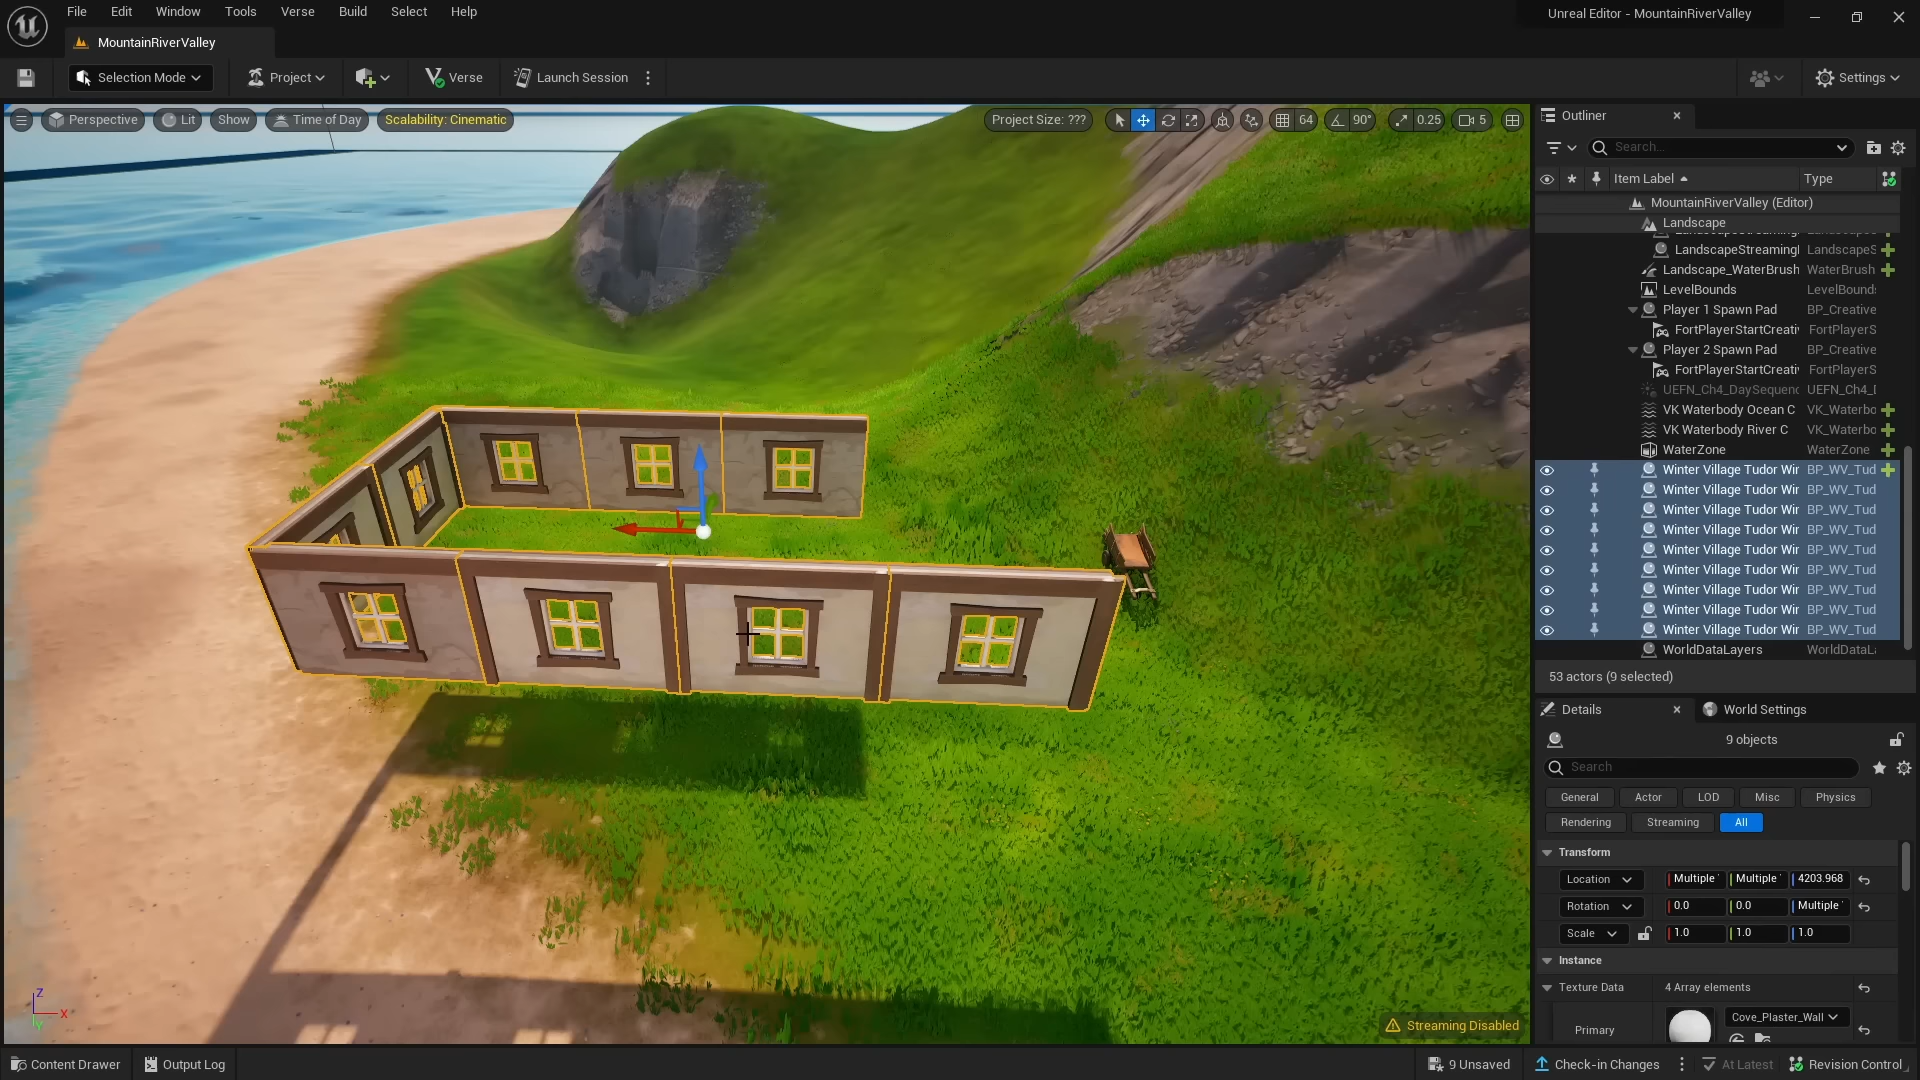 File Edit Window Tools Verse Build Select Help
Unreal Editor - MountainRiverValley
MountainRiverValley
Selection Mode
Project
Verse
Launch Session
Settings
Perspective
Lit
Show
Time of Day
Scalability: Cinematic
Project Size: ???
64
90°
0.25
5
Outliner
Search...
Item Label
Type
MountainRiverValley (Editor)
Landscape
LandscapeStreamingI LandscapeS
Landscape_WaterBrush WaterBrush
LevelBounds LevelBounds
Player 1 Spawn Pad BP_Creative
FortPlayerStartCreati FortPlayerS
Player 2 Spawn Pad BP_Creative
FortPlayerStartCreati FortPlayerS
UEFN_Ch4_DaySequenc UEFN_Ch4_
VK Waterbody Ocean C VK_Waterbo
VK Waterbody River C VK_Waterbo
WaterZone WaterZone
Winter Village Tudor Wir BP_WV_Tud
Winter Village Tudor Wir BP_WV_Tud
Winter Village Tudor Wir BP_WV_Tud
Winter Village Tudor Wir BP_WV_Tud
Winter Village Tudor Wir BP_WV_Tud
Winter Village Tudor Wir BP_WV_Tud
Winter Village Tudor Wir BP_WV_Tud
Winter Village Tudor Wir BP_WV_Tud
Winter Village Tudor Wir BP_WV_Tud
WorldDataLayers WorldDataLa
53 actors (9 selected)
Details
World Settings
9 objects
Search
General Actor LOD Misc Physics
Rendering Streaming All
Transform
Location Multiple Multiple 4203.968
Rotation 0.0 0.0 Multiple
Scale 1.0 1.0 1.0
Instance
Texture Data 4 Array elements
Primary Cove_Plaster_Wall
Z
X
Y
Streaming Disabled
Content Drawer
Output Log
9 Unsaved
Check-in Changes
At Latest
Revision Control